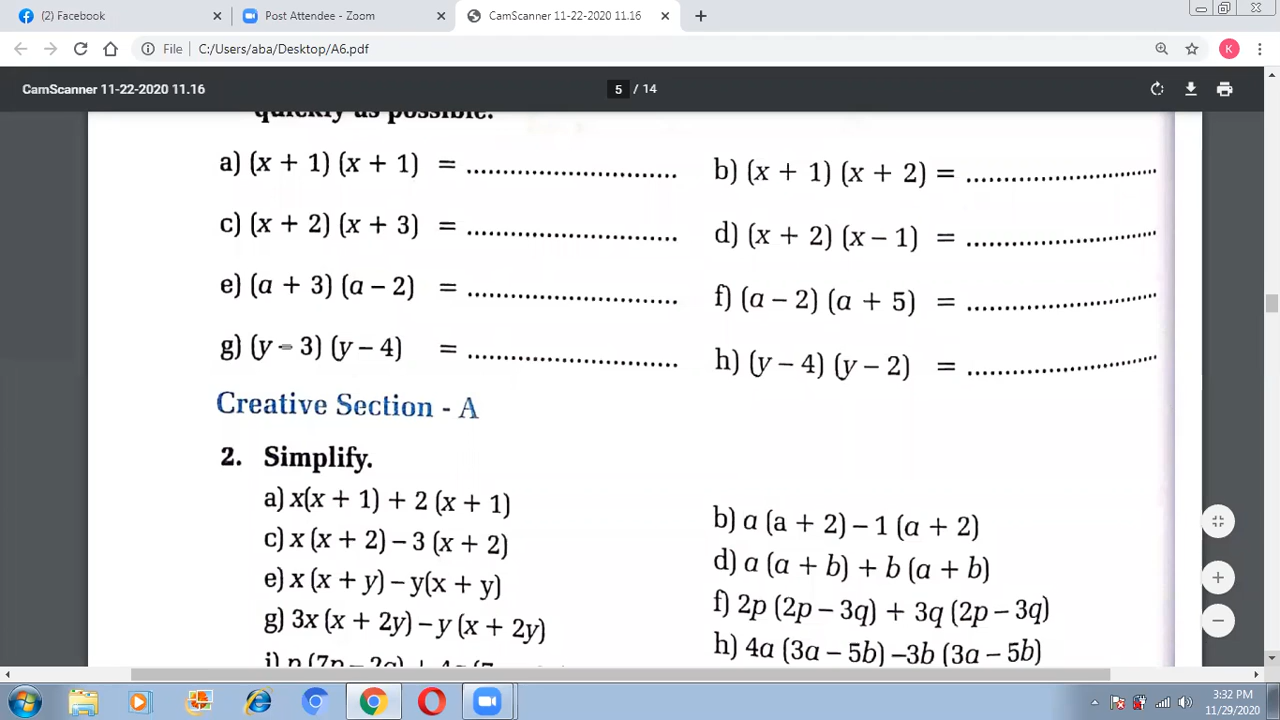 (2) Facebook
Post Attendee - Zoom
CamScanner 11-22-2020 11.16
File C:/Users/aba/Desktop/A6.pdf
CamScanner 11-22-2020 11.16
5 / 14
quickly as possible.
a) (x + 1) (x + 1) = ............................... b) (x + 1) (x + 2) = ...............................
c) (x + 2) (x + 3) = ............................... d) (x + 2) (x – 1) = ...............................
e) (a + 3) (a – 2) = ............................... f) (a – 2) (a + 5) = ...............................
g) (y – 3) (y – 4) = ............................... h) (y – 4) (y – 2) = ...............................
Creative Section - A
2. Simplify.
a) x(x + 1) + 2 (x + 1) b) a (a + 2) – 1 (a + 2)
c) x (x + 2) – 3 (x + 2) d) a (a + b) + b (a + b)
e) x (x + y) – y(x + y) f) 2p (2p – 3q) + 3q (2p – 3q)
g) 3x (x + 2y) – y (x + 2y) h) 4a (3a – 5b) –3b (3a – 5b)
K
3:32 PM
11/29/2020